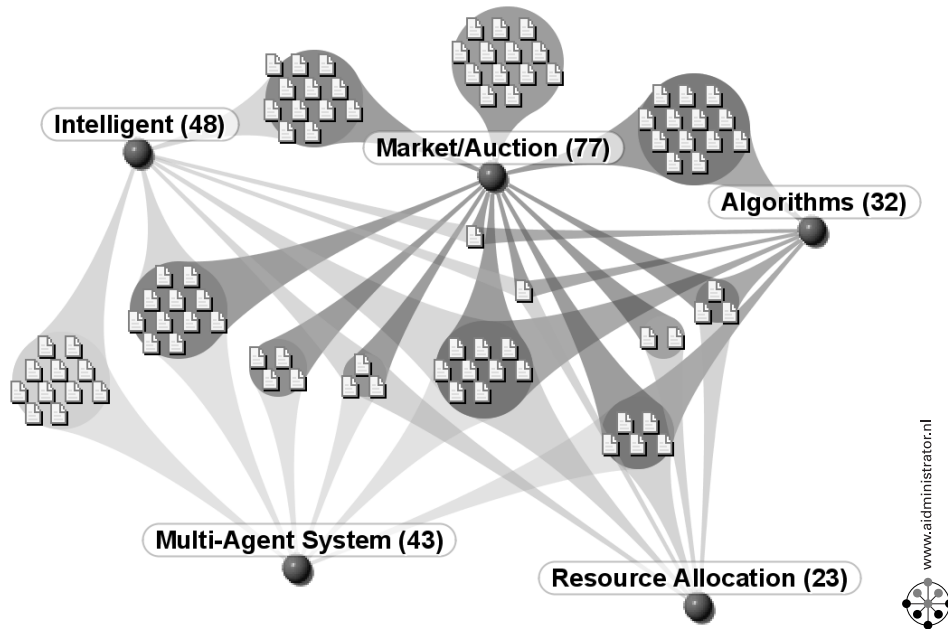 Intelligent (48)
Market/Auction (77)
Algorithms (32)
Multi-Agent System (43)
Resource Allocation (23)
www.aidministrator.nl